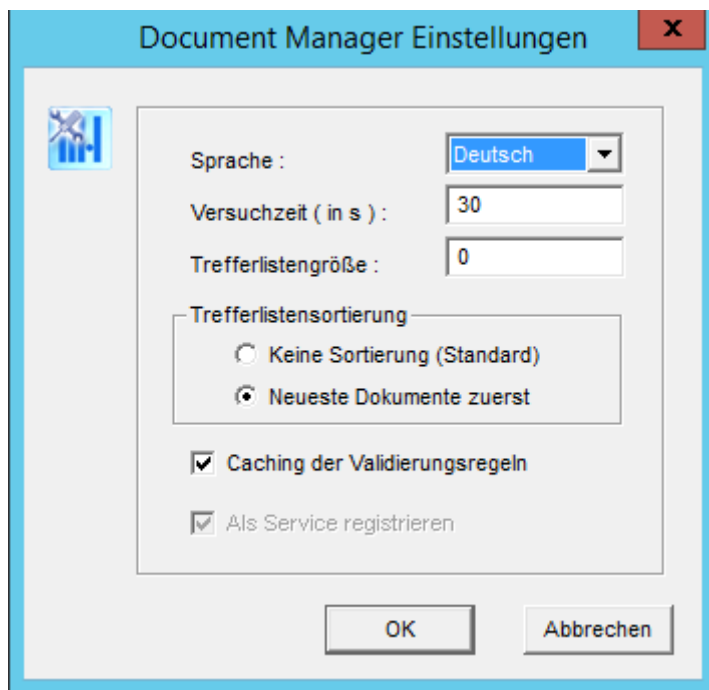 Document Manager Einstellungen
x
Sprache :
Deutsch
Versuchzeit ( in s ) :
30
Trefferlistengröße :
0
Trefferlistensortierung
Keine Sortierung (Standard)
Neueste Dokumente zuerst
Caching der Validierungsregeln
Als Service registrieren
OK
Abbrechen